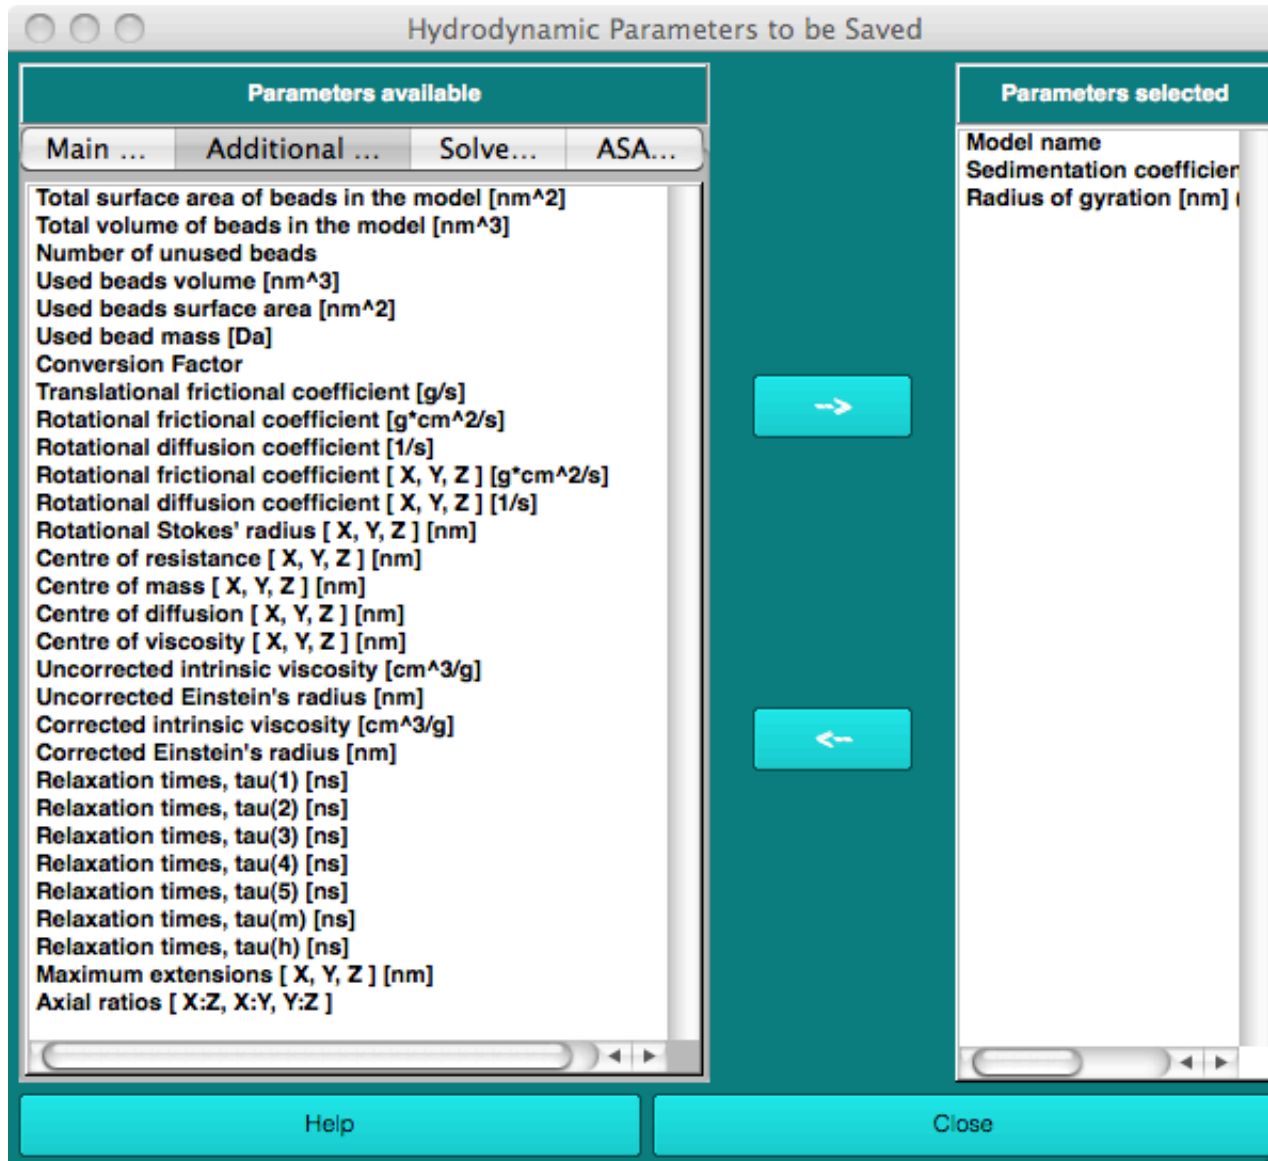 Hydrodynamic Parameters to be Saved
Parameters available
Main ... Additional ... Solve... ASA...
Total surface area of beads in the model [nm^2]
Total volume of beads in the model [nm^3]
Number of unused beads
Used beads volume [nm^3]
Used beads surface area [nm^2]
Used bead mass [Da]
Conversion Factor
Translational frictional coefficient [g/s]
Rotational frictional coefficient [g*cm^2/s]
Rotational diffusion coefficient [1/s]
Rotational frictional coefficient [ X, Y, Z ] [g*cm^2/s]
Rotational diffusion coefficient [ X, Y, Z ] [1/s]
Rotational Stokes' radius [ X, Y, Z ] [nm]
Centre of resistance [ X, Y, Z ] [nm]
Centre of mass [ X, Y, Z ] [nm]
Centre of diffusion [ X, Y, Z ] [nm]
Centre of viscosity [ X, Y, Z ] [nm]
Uncorrected intrinsic viscosity [cm^3/g]
Uncorrected Einstein's radius [nm]
Corrected intrinsic viscosity [cm^3/g]
Corrected Einstein's radius [nm]
Relaxation times, tau(1) [ns]
Relaxation times, tau(2) [ns]
Relaxation times, tau(3) [ns]
Relaxation times, tau(4) [ns]
Relaxation times, tau(5) [ns]
Relaxation times, tau(m) [ns]
Relaxation times, tau(h) [ns]
Maximum extensions [ X, Y, Z ] [nm]
Axial ratios [ X:Z, X:Y, Y:Z ]
-->
<--
Parameters selected
Model name
Sedimentation coefficien
Radius of gyration [nm] (
Help
Close